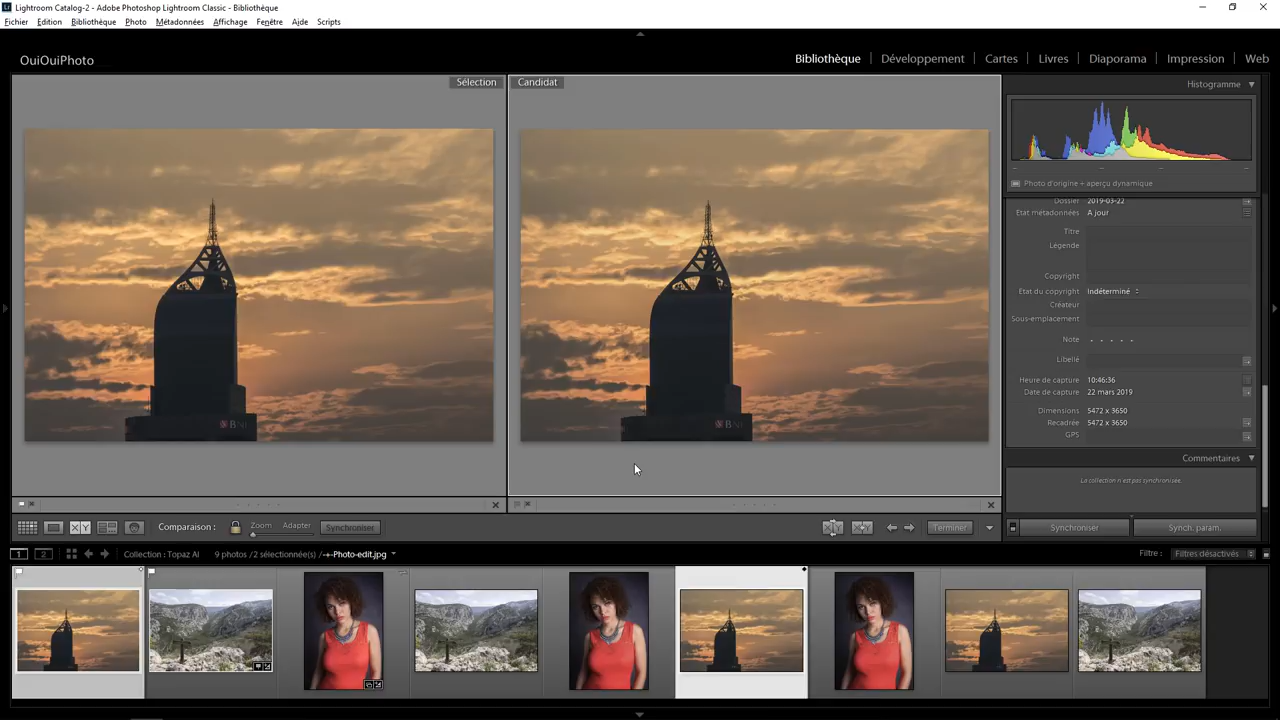 Lightroom Catalog-2 - Adobe Photoshop Lightroom Classic - Bibliothèque
Fichier Edition Bibliothèque Photo Métadonnées Affichage Fenêtre Aide Scripts
OuiOuiPhoto
Bibliothèque | Développement | Cartes | Livres | Diaporama | Impression | Web
Sélection
Candidat
Histogramme
Photo d'origine + aperçu dynamique
Dossier 2019-03-22
Etat métadonnées A jour
Titre
Légende
Copyright
Etat du copyright Indéterminé
Créateur
Sous-emplacement
Note
Libellé
Heure de capture 10:46:36
Date de capture 22 mars 2019
Dimensions 5472 x 3650
Recadrée 5472 x 3650
GPS
Commentaires
La collection n'est pas synchronisée.
XY Comparaison : Zoom Adapter Synchroniser
Terminer
Synchroniser Synch. param.
1 2 Collection : Topaz AI 9 photos /2 sélectionnée(s) /-+-Photo-edit.jpg
Filtre : Filtres désactivés